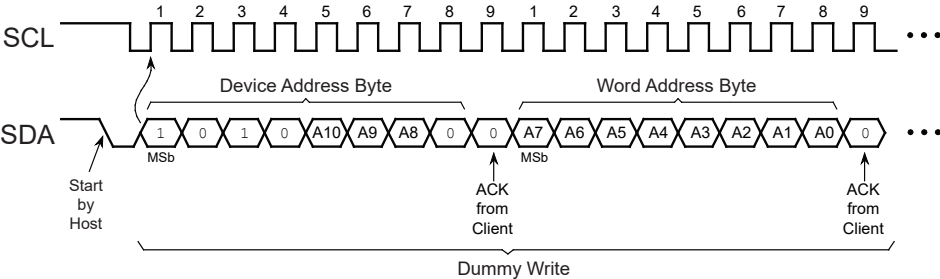 1 2 3 4 5 6 7 8 9 1 2 3 4 5 6 7 8 9
SCL
Device Address Byte Word Address Byte
SDA 1 0 1 0 A10 A9 A8 0 0 A7 A6 A5 A4 A3 A2 A1 A0 0
MSb MSb
Start
by
Host
ACK
from
Client
ACK
from
Client
Dummy Write